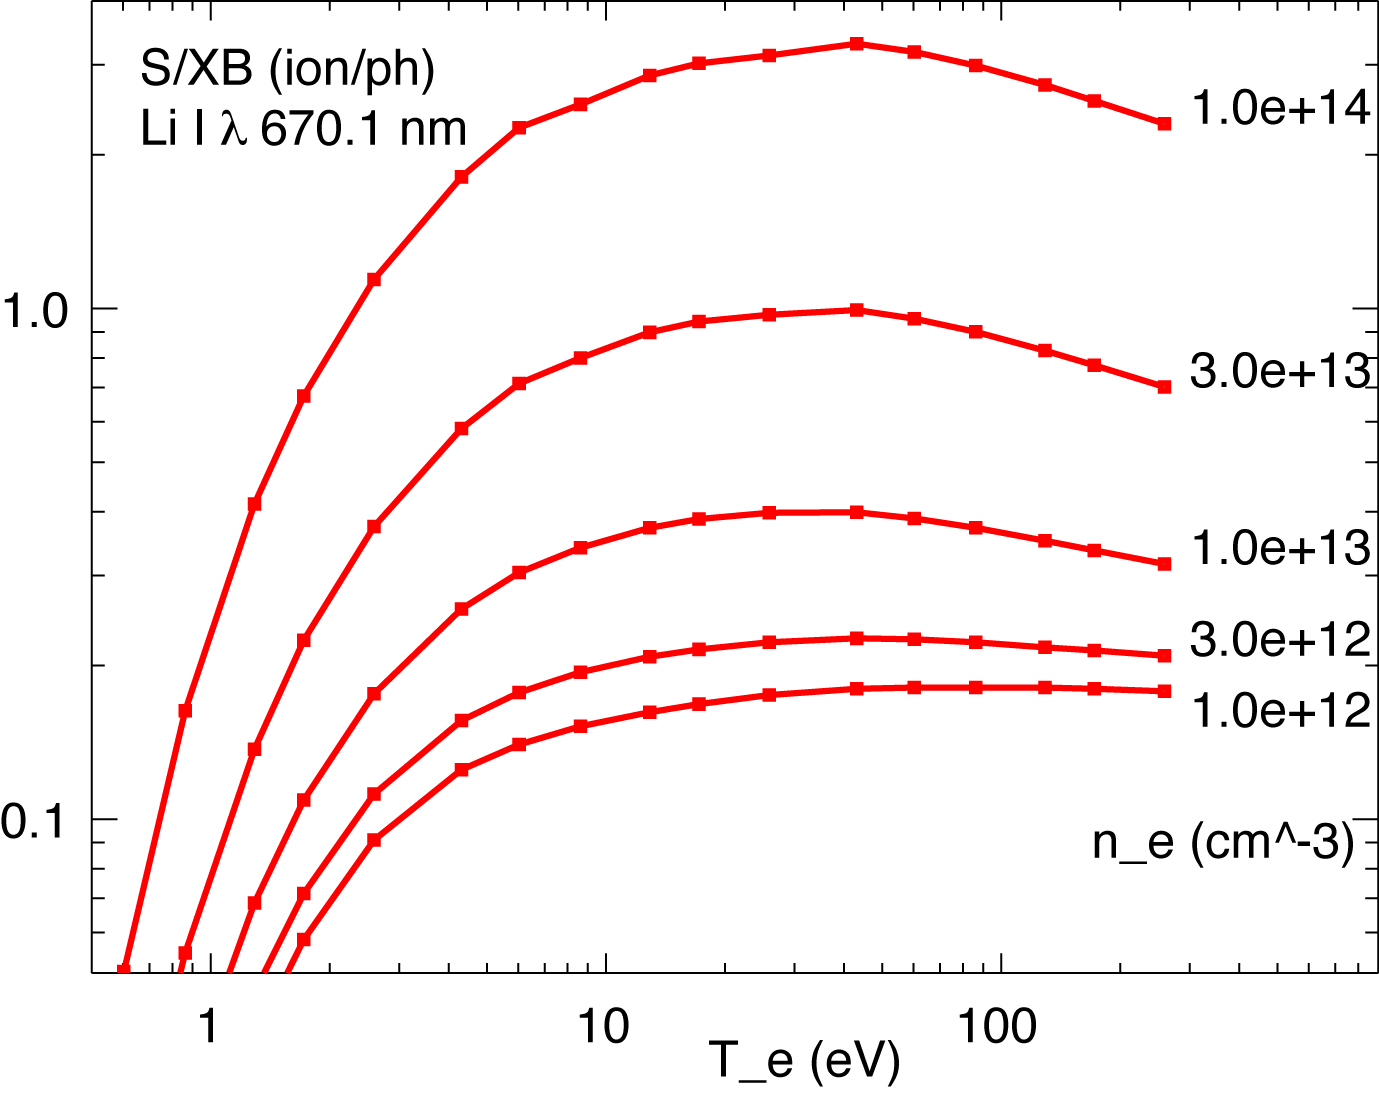 S/XB (ion/ph)
Li I λ 670.1 nm
1.0e+14
1.0
3.0e+13
1.0e+13
3.0e+12
1.0e+12
0.1
n_e (cm^-3)
1 10 100
T_e (eV)